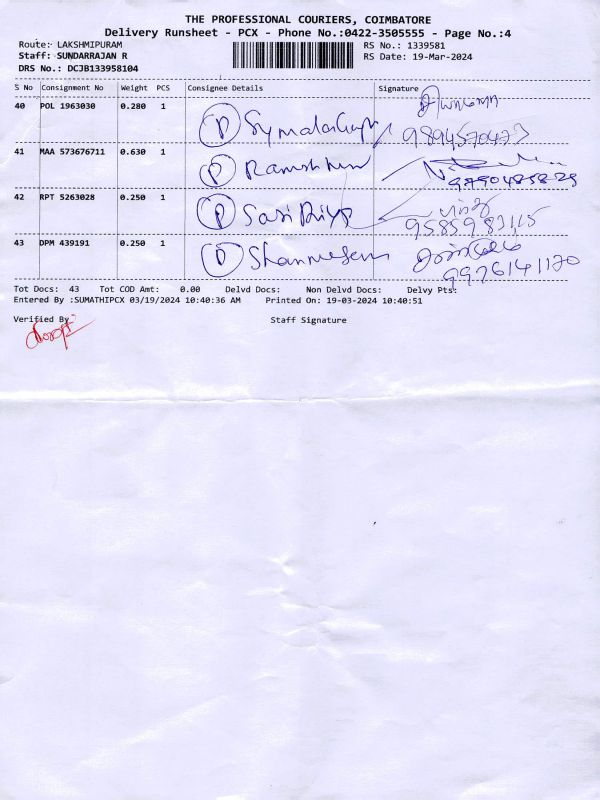 THE PROFESSIONAL COURIERS, COIMBATORE
Delivery Runsheet - PCX - Phone No.:0422-3505555 - Page No.:4
Route: LAKSHMIPURAM RS No.: 1339581
Staff: SUNDARRAJAN R RS Date: 19-Mar-2024
DRS No.: DCJB133958104
S No Consignment No Weight PCS Consignee Details Signature
40 POL 1963030 0.280 1
9894570473
41 MAA 573676711 0.630 1 Ramesh
42 RPT 5263028 0.250 1 Sasi Priya
43 DPM 439191 0.250 1
9976141170
Tot Docs: 43 Tot COD Amt: 0.00 Delvd Docs: Non Delvd Docs: Delvy Pts:
Entered By :SUMATHIPCX 03/19/2024 10:40:36 AM Printed On: 19-03-2024 10:40:51
Verified By Staff Signature